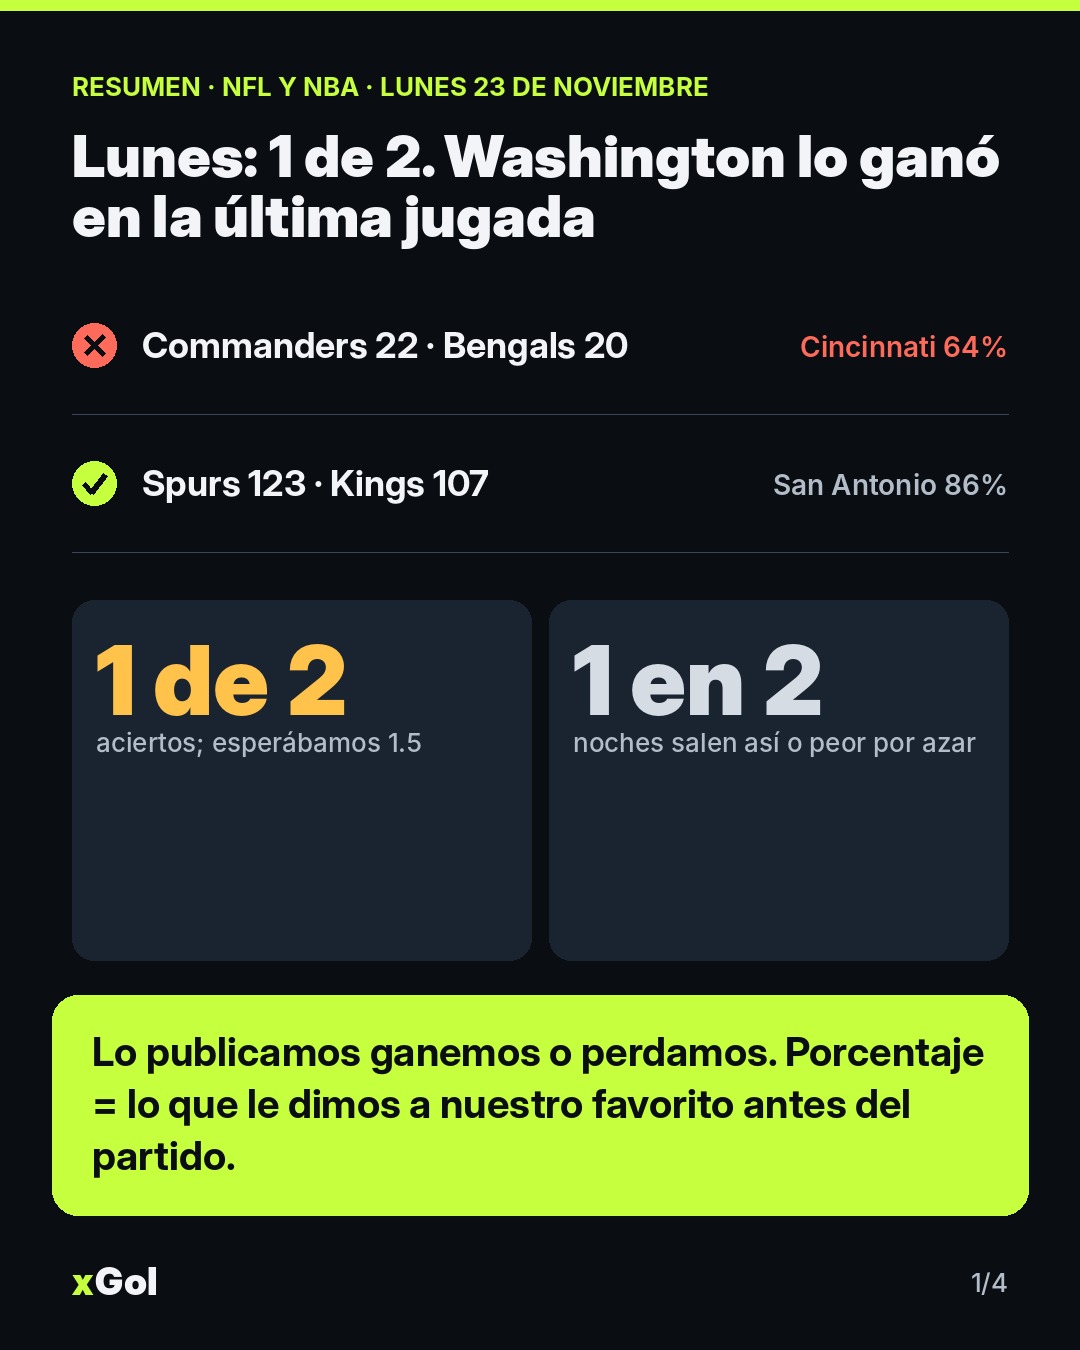 RESUMEN · NFL Y NBA · LUNES 23 DE NOVIEMBRE
Lunes: 1 de 2. Washington lo ganó
en la última jugada
Commanders 22 · Bengals 20
Cincinnati 64%
Spurs 123 · Kings 107
San Antonio 86%
1 de 2
aciertos; esperábamos 1.5
1 en 2
noches salen así o peor por azar
Lo publicamos ganemos o perdamos. Porcentaje
= lo que le dimos a nuestro favorito antes del
partido.
xGol
1/4